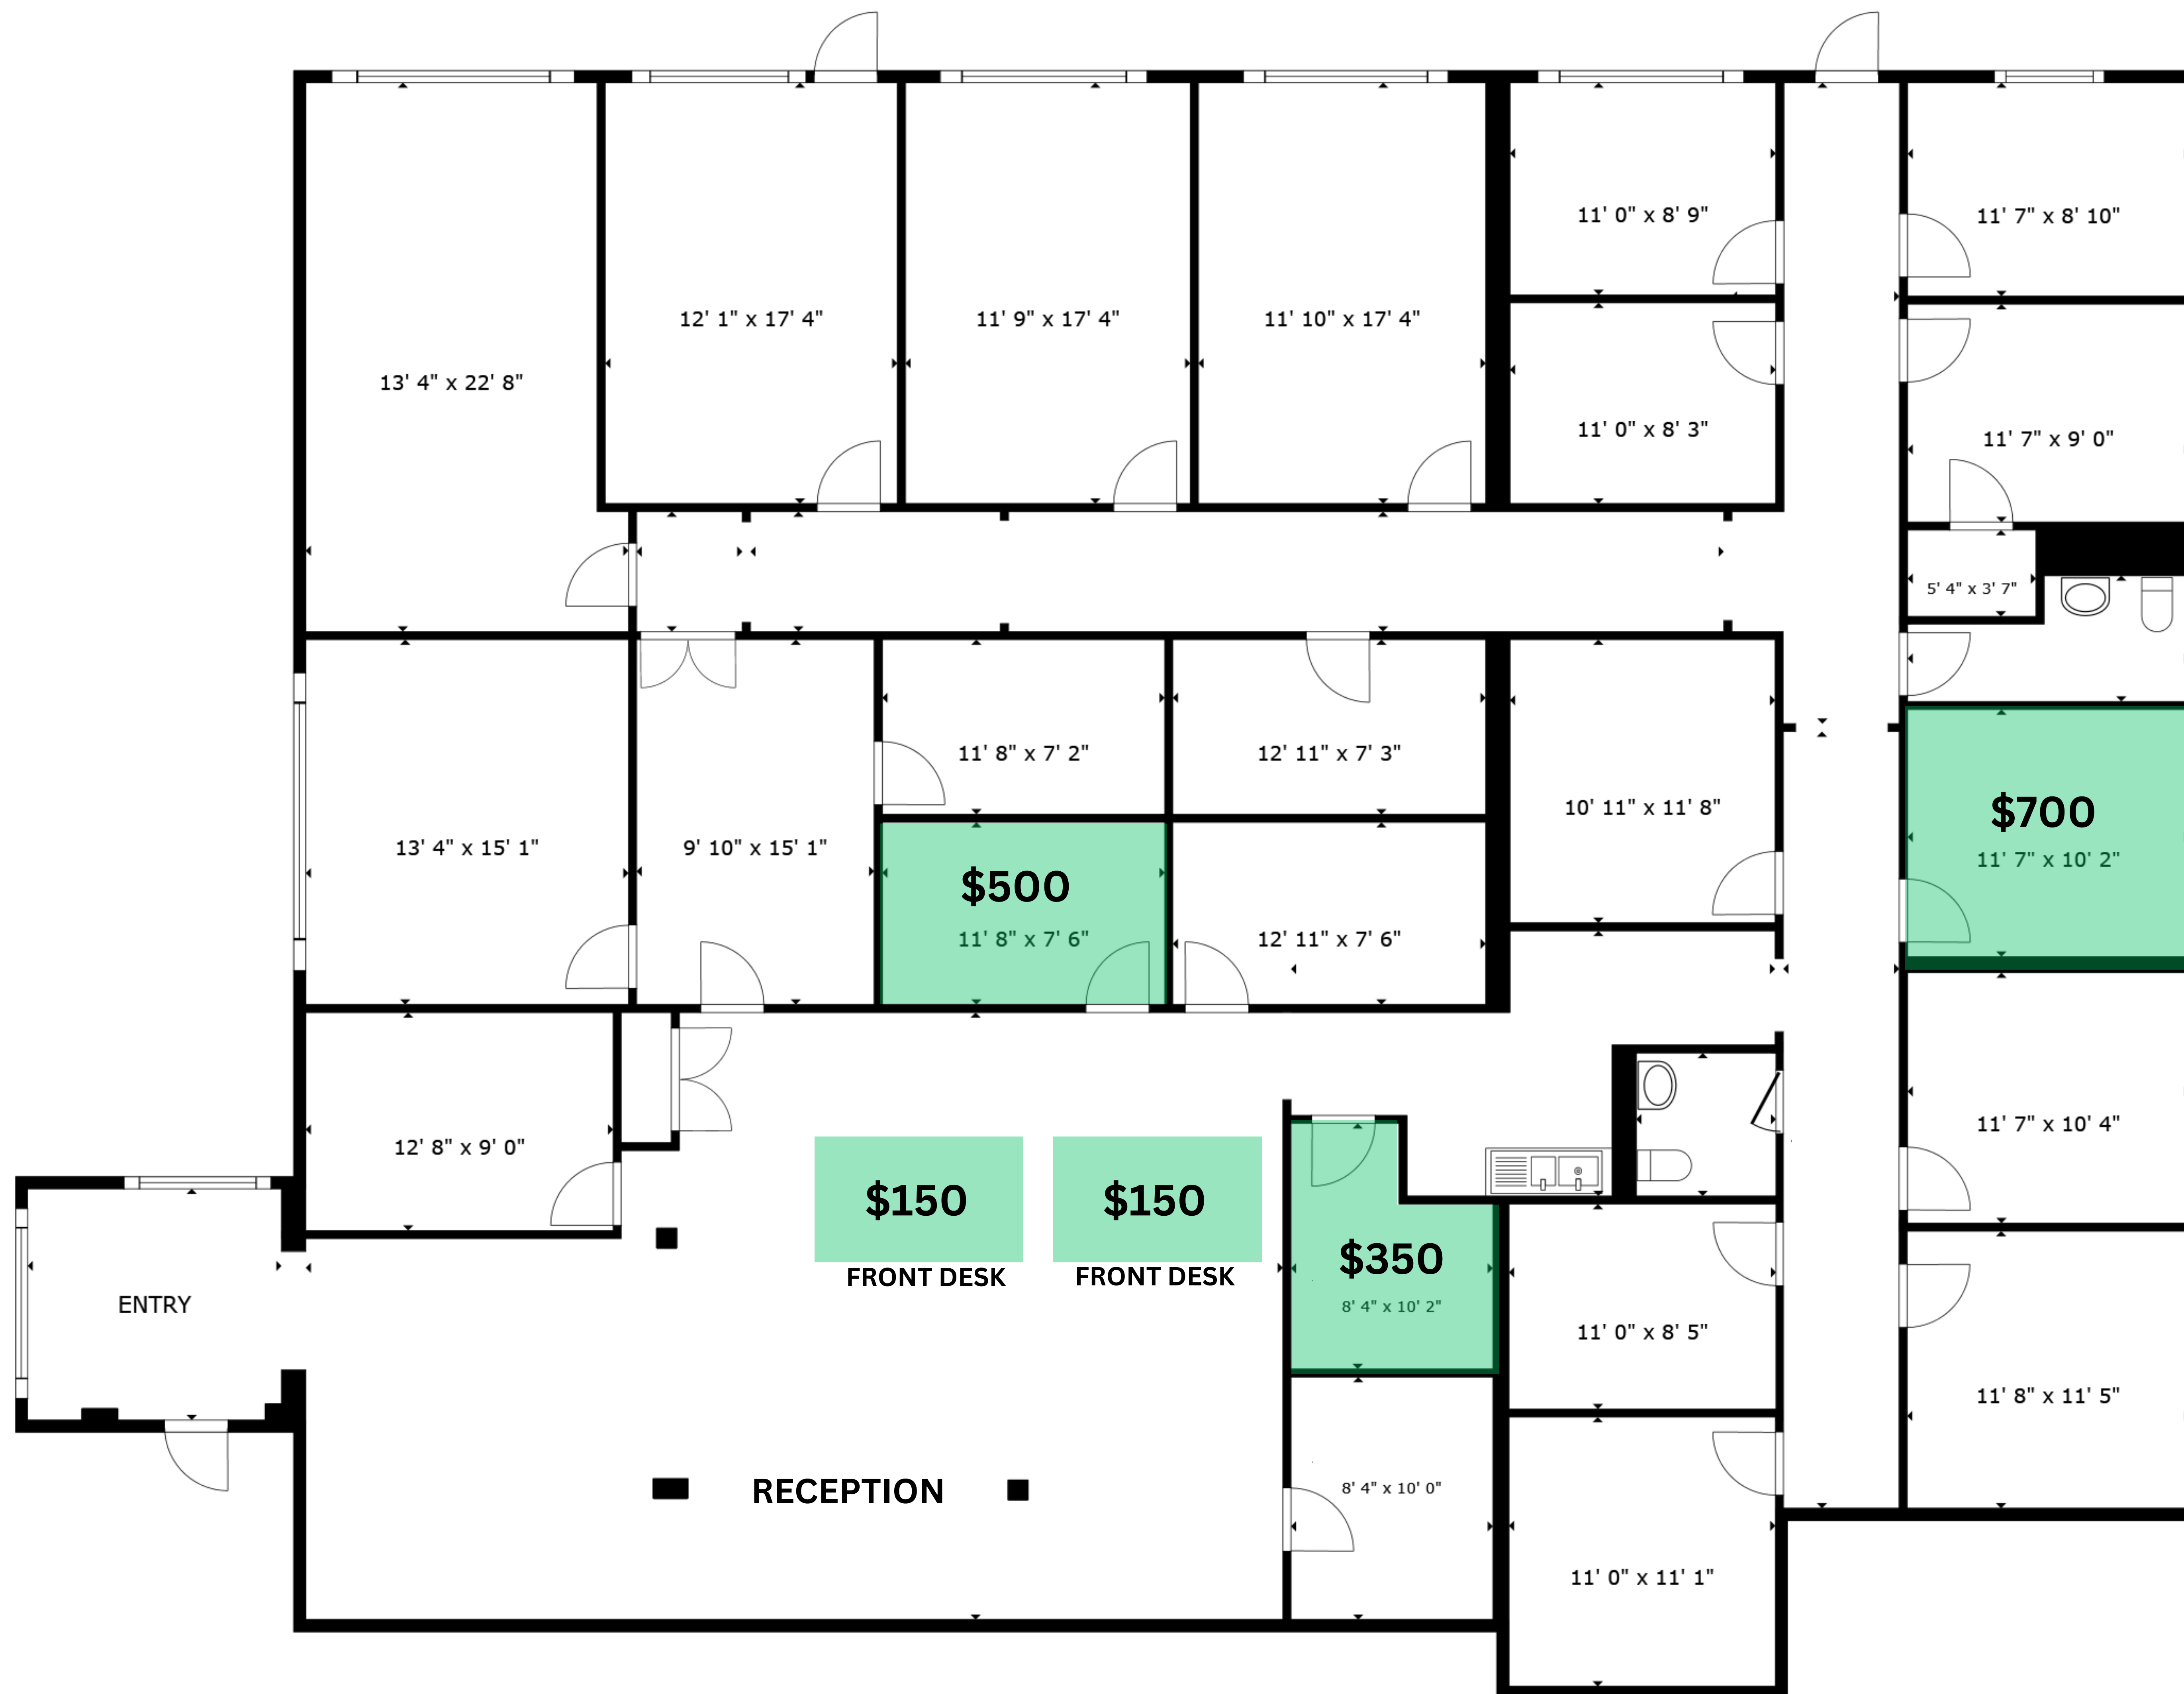 11' 0" x 8' 9"
11' 7" x 8' 10"
12' 1" x 17' 4"
11' 9" x 17' 4"
11' 10" x 17' 4"
13' 4" x 22' 8"
11' 0" x 8' 3"
11' 7" x 9' 0"
5' 4" x 3' 7"
11' 8" x 7' 2"
12' 11" x 7' 3"
10' 11" x 11' 8"
$700
11' 7" x 10' 2"
13' 4" x 15' 1"
9' 10" x 15' 1"
$500
11' 8" x 7' 6"
12' 11" x 7' 6"
11' 7" x 10' 4"
12' 8" x 9' 0"
$150
FRONT DESK
$150
FRONT DESK
$350
8' 4" x 10' 2"
ENTRY
11' 0" x 8' 5"
11' 8" x 11' 5"
RECEPTION
8' 4" x 10' 0"
11' 0" x 11' 1"